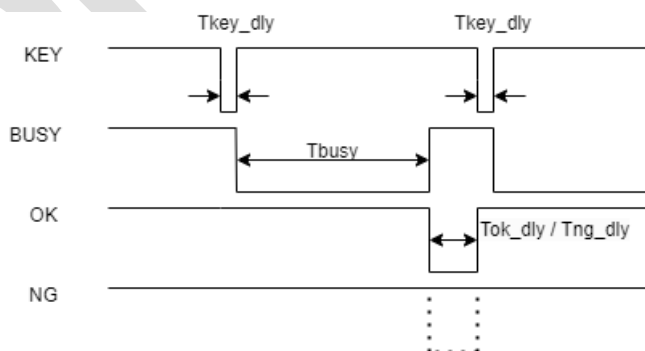 Tkey_dly Tkey_dly
KEY
BUSY
Tbusy
OK
Tok_dly / Tng_dly
NG